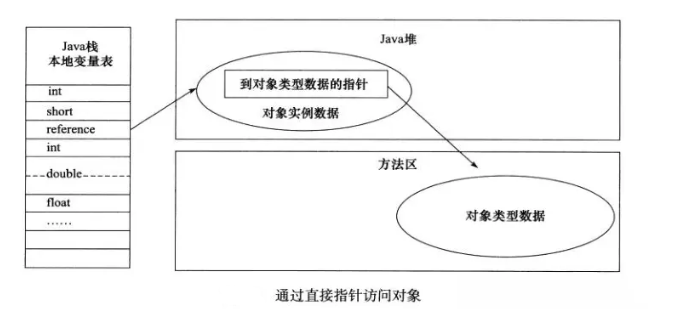 Java栈
本地变量表
int
short
reference
int
double
float
……
Java堆
到对象类型数据的指针
对象实例数据
方法区
对象类型数据
通过直接指针访问对象